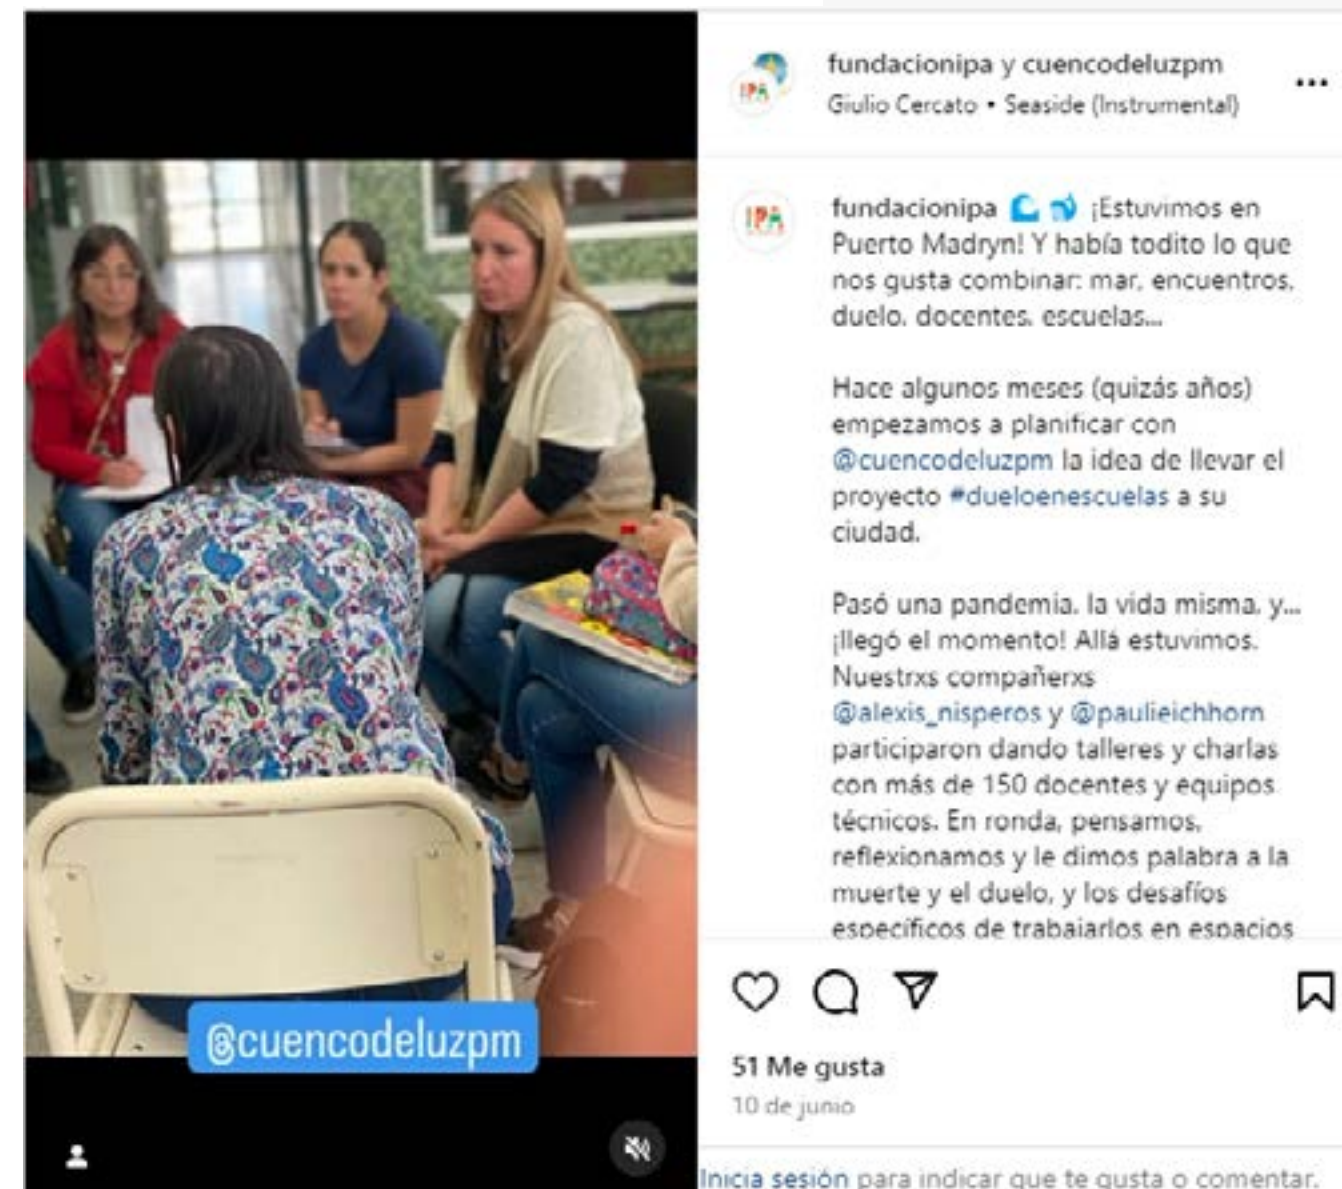 fundacionipa y cuencodeluzpm
Giulio Cercato • Seaside (Instrumental)
IPA
IPA
fundacionipa 🌊 🐋 ¡Estuvimos en
Puerto Madryn! Y había todito lo que
nos gusta combinar: mar, encuentros,
duelo, docentes, escuelas...
Hace algunos meses (quizás años)
empezamos a planificar con
@cuencodeluzpm la idea de llevar el
proyecto #dueloenescuelas a su
ciudad.
Pasó una pandemia, la vida misma, y...
¡llegó el momento! Allá estuvimos.
Nuestrxs compañerxs
@alexis_nisperos y @paulieichhorn
participaron dando talleres y charlas
con más de 150 docentes y equipos
técnicos. En ronda, pensamos,
reflexionamos y le dimos palabra a la
muerte y el duelo, y los desafíos
específicos de trabajarlos en espacios
@cuencodeluzpm
51 Me gusta
10 de junio
Inicia sesión para indicar que te gusta o comentar.